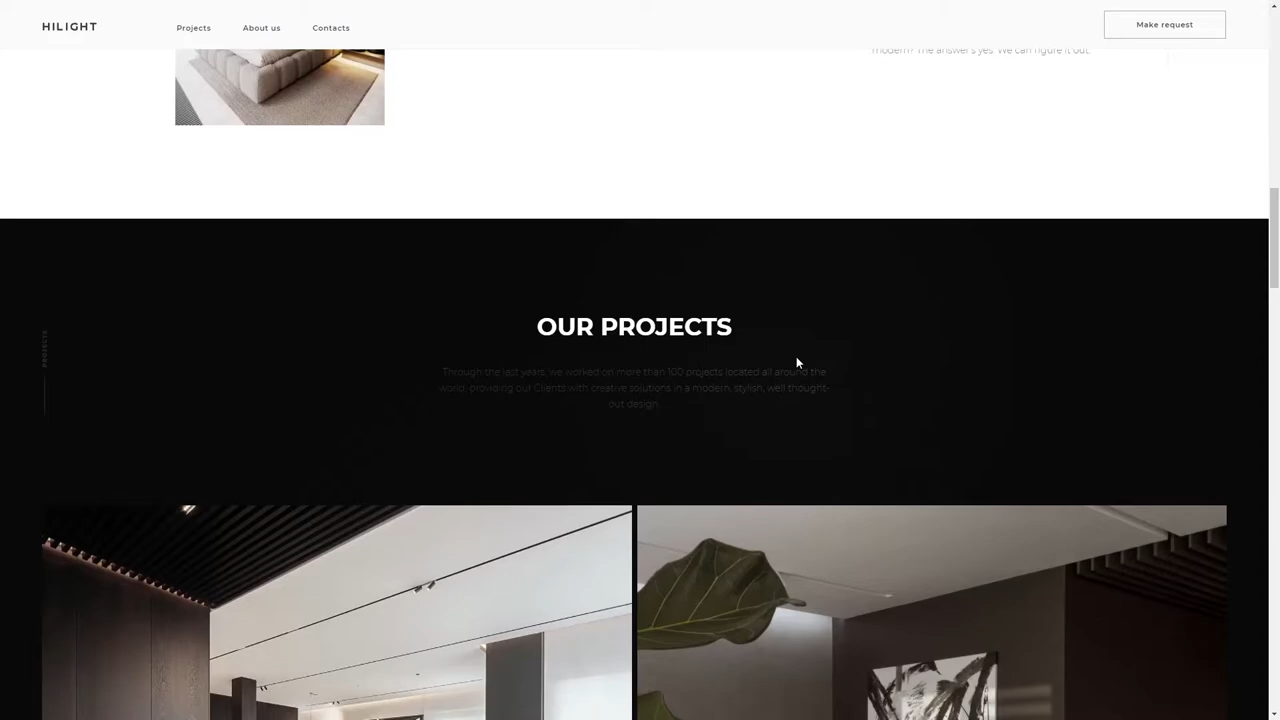 HILIGHT
Projects
About us
Contacts
Make request
modern? The answer's yes. We can figure it out.
PROJECTS
OUR PROJECTS
Through the last years, we worked on more than 100 projects located all around the
world, providing our Clients with creative solutions in a modern, stylish, well thought-
out design.